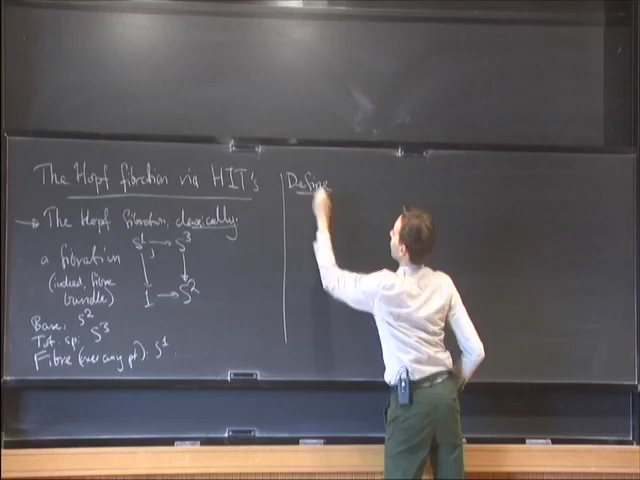 The Hopf fibration via HIT's
→ The Hopf fibration, classically:
S¹ → S³
a fibration
(indeed, fibre
bundle)
1 → S²
Base: S²
Tot. sp: S³
Fibre (over any pt): S¹.
Define